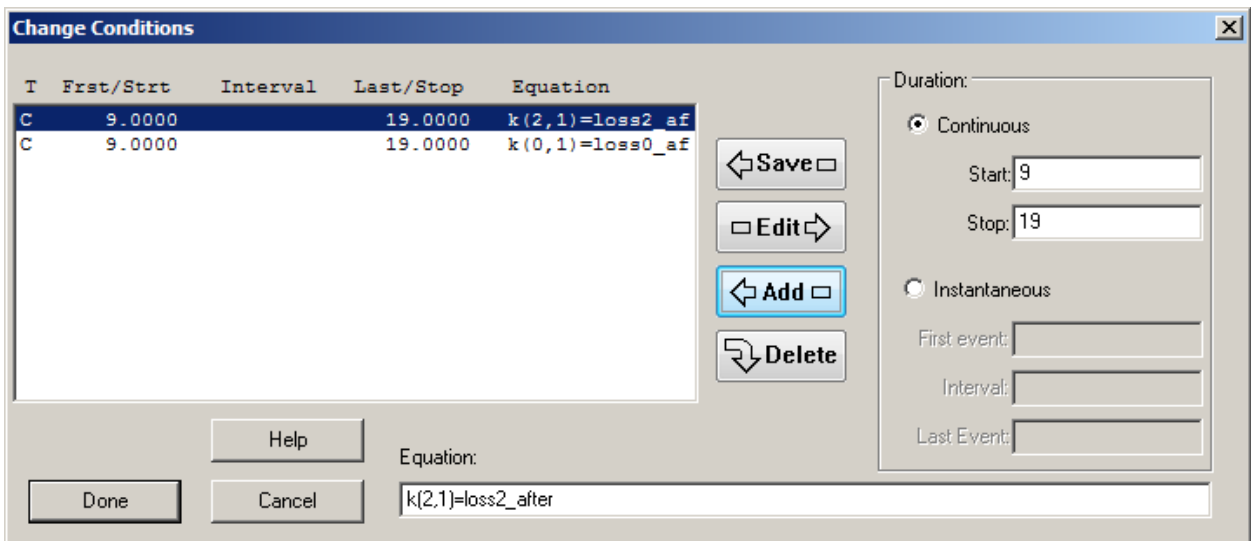 Change Conditions
T Frst/Strt Interval Last/Stop Equation
C 9.0000 19.0000 k(2,1)=loss2_af
C 9.0000 19.0000 k(0,1)=loss0_af
Save
Edit
Add
Delete
Duration:
Continuous
Start: 9
Stop: 19
Instantaneous
First event:
Interval:
Last Event:
Help
Done
Cancel
Equation:
k(2,1)=loss2_after